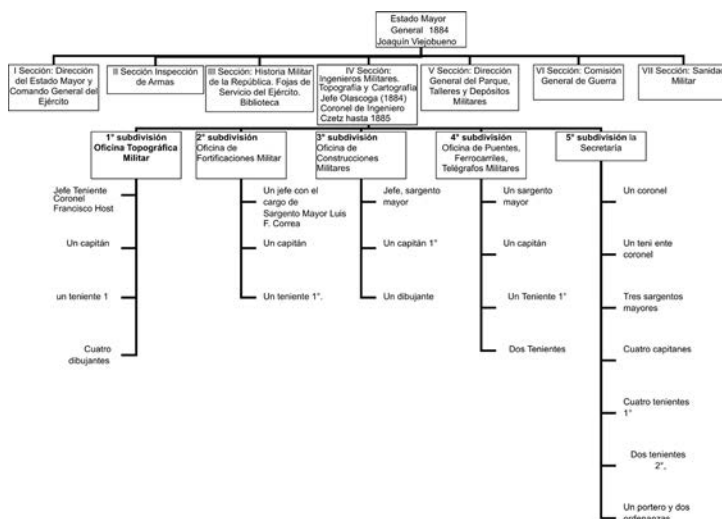 Estado Mayor
General 1884
Joaquín Viejobueno
I Sección: Dirección
del Estado Mayor y
Comando General del
Ejército
II Sección Inspección
de Armas
III Sección: Historia Militar
de la República. Fojas de
Servicio del Ejército.
Biblioteca
IV Sección:
Ingenieros Militares.
Topografía y Cartografía
Jefe Olascoga (1884)
Coronel de Ingeniero
Czetz hasta 1885
V Sección: Dirección
General del Parque,
Talleres y Depósitos
Militares
VI Sección: Comisión
General de Guerra
VII Sección: Sanidad
Militar
1° subdivisión
Oficina Topográfica
Militar
2° subdivisión
Oficina de
Fortificaciones Militar
3° subdivisión
Oficina de
Construcciones
Militares
4° subdivisión
Oficina de Puentes,
Ferrocarriles,
Telégrafos Militares
5° subdivisión la
Secretaría
Jefe Teniente
Coronel
Francisco Host
Un capitán
un teniente 1
Cuatro
dibujantes
Un jefe con el
cargo de
Sargento Mayor Luis
F. Correa
Un capitán
Un teniente 1°.
Jefe, sargento
mayor
Un capitán 1°
Un dibujante
Un sargento
mayor
Un capitán
Un Teniente 1°
Dos Tenientes
Un coronel
Un teni ente
coronel
Tres sargentos
mayores
Cuatro capitanes
Cuatro tenientes
1°
Dos tenientes
2°.
Un portero y dos
ordenanzas